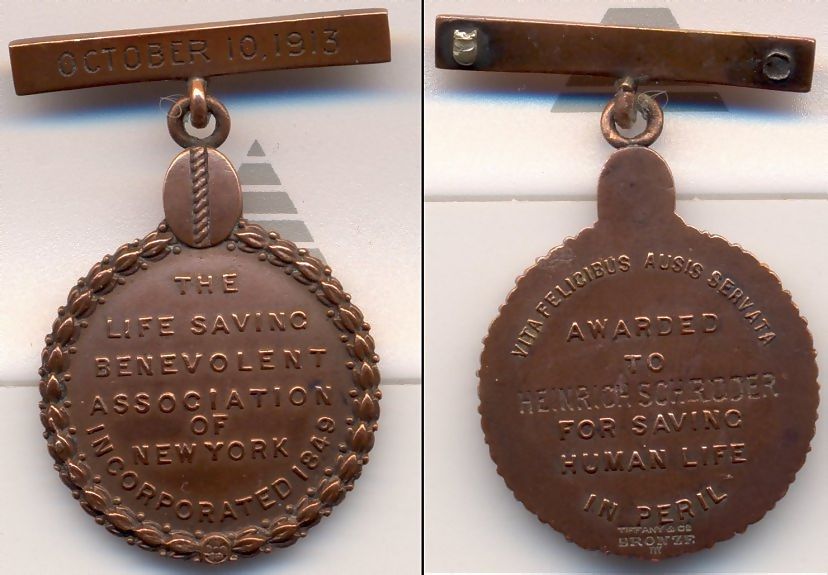 OCTOBER 10, 1913
THE
LIFE SAVING
BENEVOLENT
ASSOCIATION
OF
NEW YORK
INCORPORATED 1849
VITA FELICIBUS AUSIS SERVATA
AWARDED
TO
HEINRICH SCHRÖDER
FOR SAVING
HUMAN LIFE
IN PERIL
TIFFANY & CO
BRONZE
M